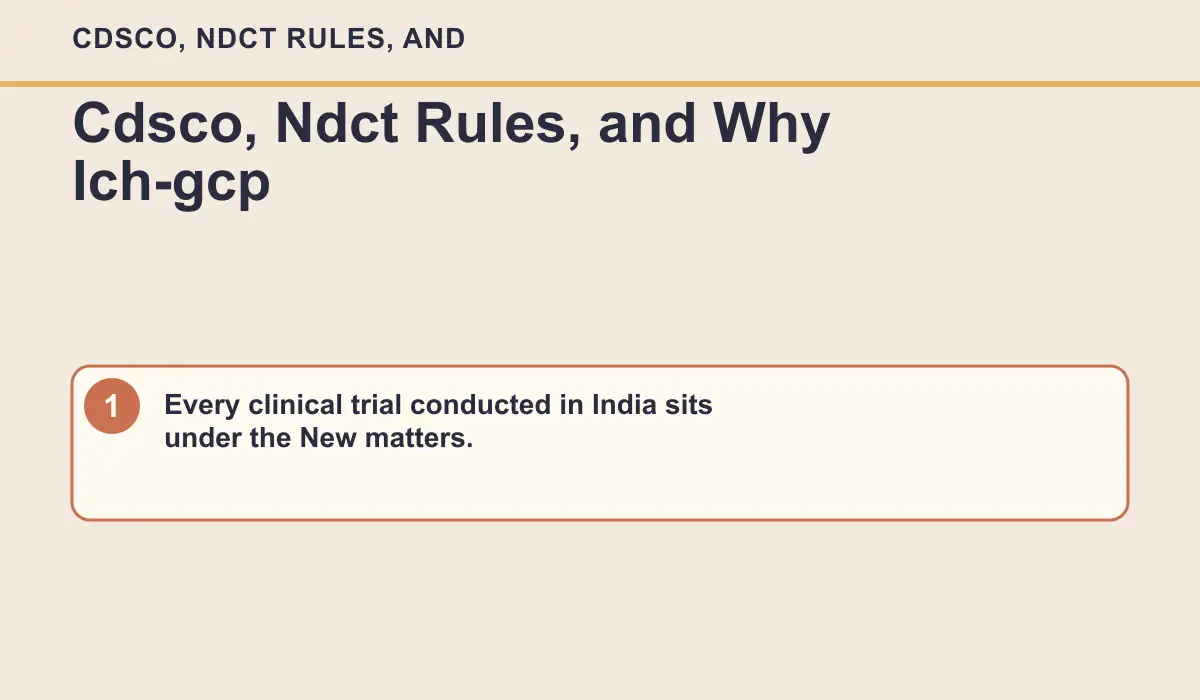 CDSCO, NDCT RULES, AND
Cdsco, Ndct Rules, and Why
Ich-gcp
1
Every clinical trial conducted in India sits
under the New matters.